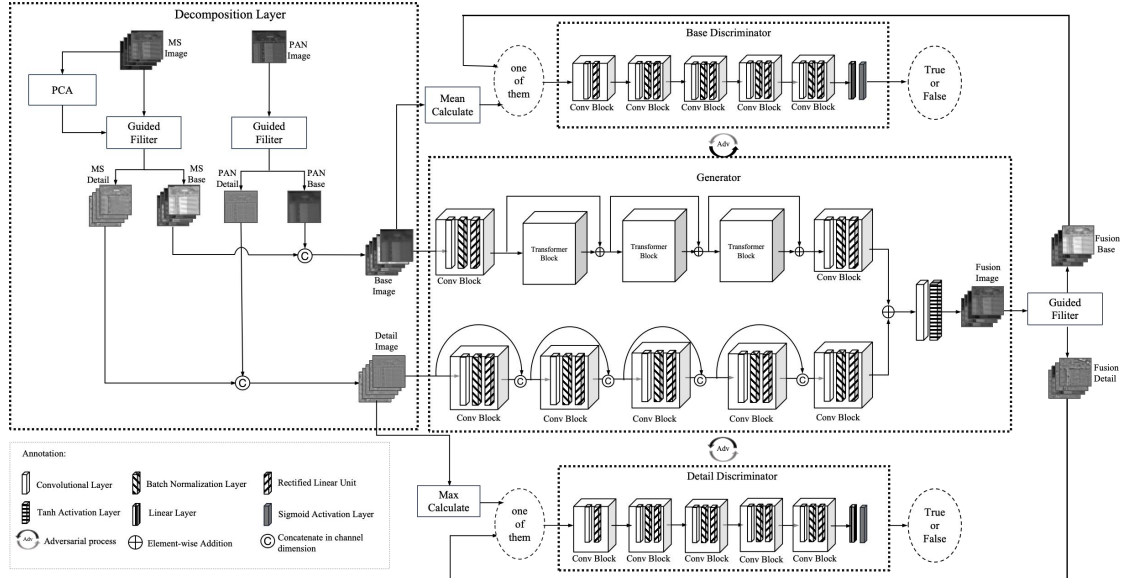 Decomposition Layer
MS
Image
PAN
Image
PCA
Guided
Filiter
Guided
Filiter
MS
Detail
MS
Base
PAN
Detail
PAN
Base
C
Base
Image
Detail
Image
C
Mean
Calculate
one
of
them
Base Discriminator
Conv Block
Conv Block
Conv Block
Conv Block
Conv Block
True
or
False
Adv
Generator
Conv Block
Transformer
Block
Transformer
Block
Transformer
Block
Conv Block
Conv Block
C
Conv Block
C
Conv Block
C
Conv Block
C
Conv Block
Fusion
Image
Fusion
Base
Guided
Filiter
Fusion
Detail
Adv
Max
Calculate
one
of
them
Detail Discriminator
Conv Block
Conv Block
Conv Block
Conv Block
Conv Block
True
or
False
Annotation:
Convolutional Layer
Batch Normalization Layer
Rectified Linear Unit
Tanh Activation Layer
Linear Layer
Sigmoid Activation Layer
Adv
Adversarial process
Element-wise Addition
C
Concatenate in channel
dimension